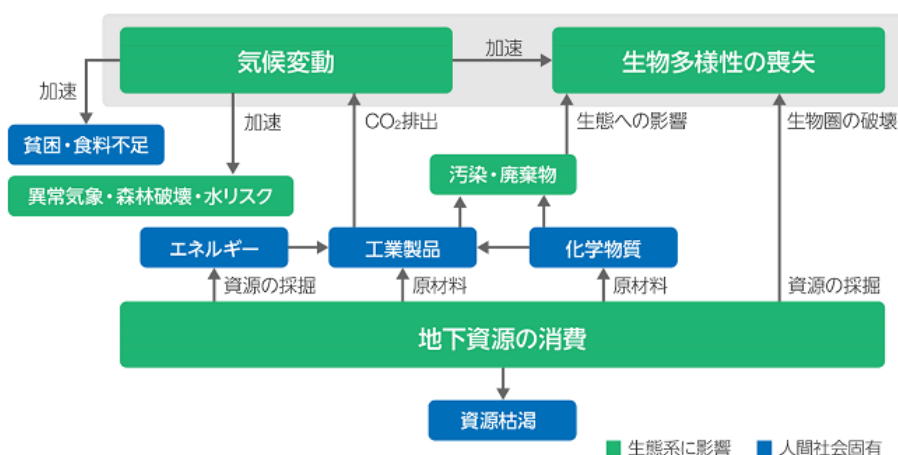 気候変動
加速
生物多様性の喪失
加速
加速
CO₂排出
生態への影響
生物圏の破壊
貧困・食料不足
汚染・廃棄物
異常気象・森林破壊・水リスク
エネルギー
工業製品
化学物質
資源の採掘
原材料
原材料
資源の採掘
地下資源の消費
資源枯渇
生態系に影響
人間社会固有